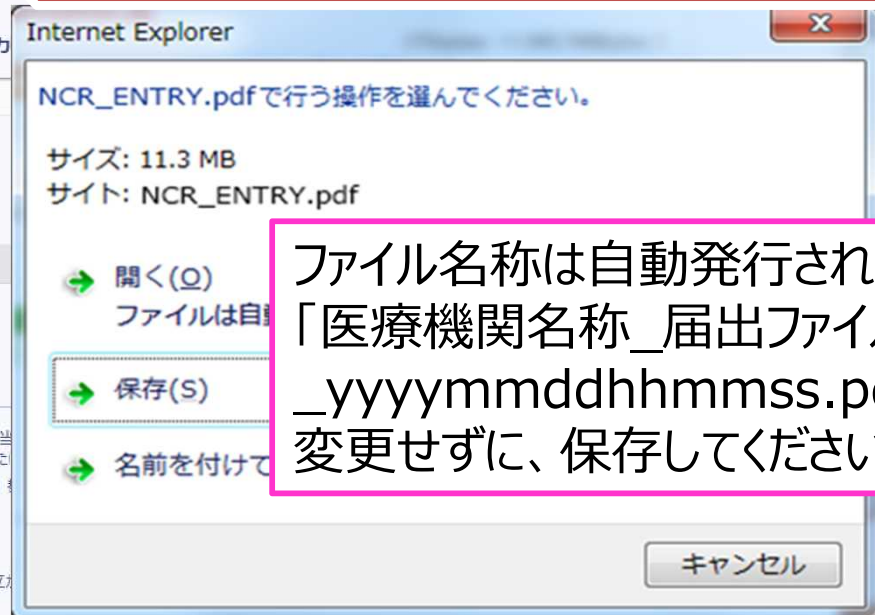 Internet Explorer
NCR_ENTRY.pdfで行う操作を選んでください。
サイズ: 11.3 MB
サイト: NCR_ENTRY.pdf
開く(O)
ファイルは自
保存(S)
名前を付けて
ファイル名称は自動発行され
「医療機関名称_届出ファイ
_yyyymmddhhmmss.p
変更せずに、保存してくださ
キャンセル